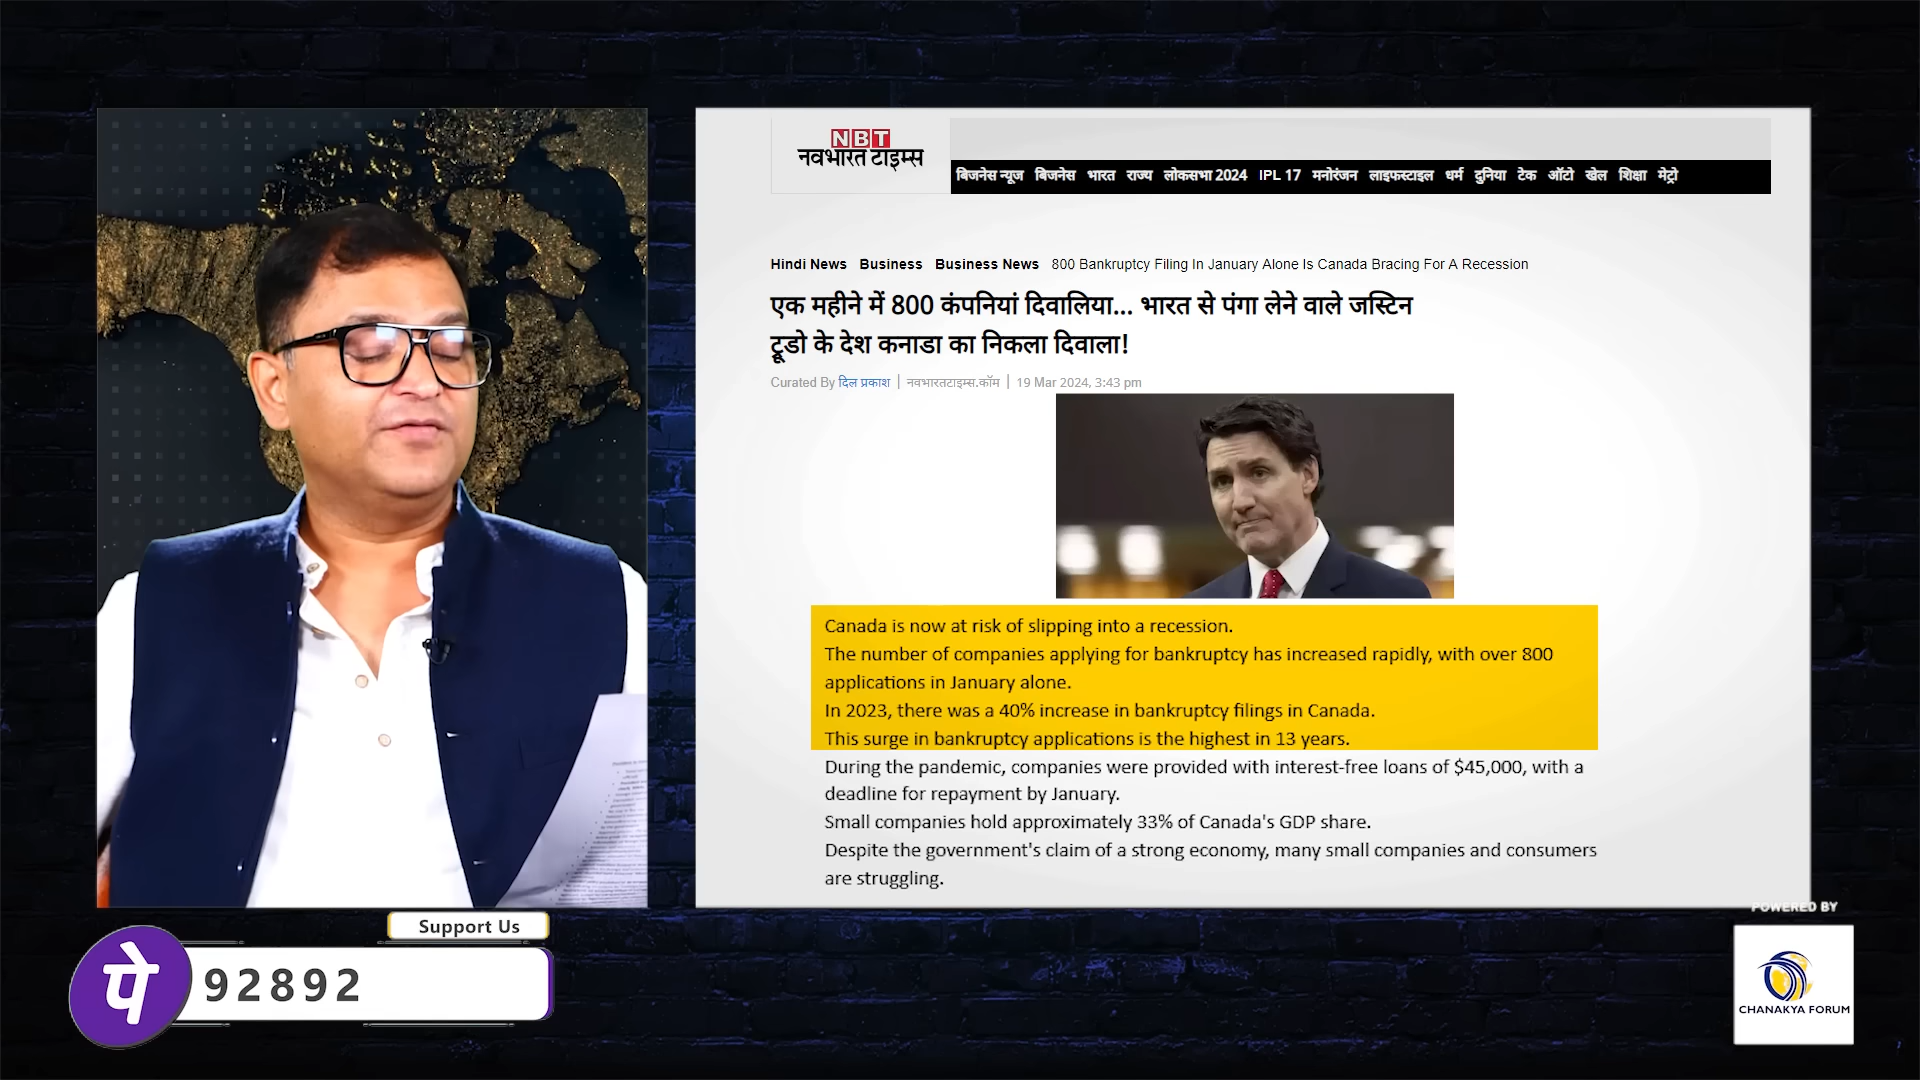 NBT
नवभारत टाइम्स
बिजनेस न्यूज बिजनेस भारत राज्य लोकसभा 2024 IPL 17 मनोरंजन लाइफस्टाइल धर्म दुनिया टेक ऑटो खेल शिक्षा मेट्रो
Hindi News Business Business News 800 Bankruptcy Filing In January Alone Is Canada Bracing For A Recession
एक महीने में 800 कंपनियां दिवालिया... भारत से पंगा लेने वाले जस्टिन
ट्रूडो के देश कनाडा का निकला दिवाला!
Curated By दिल प्रकाश | नवभारतटाइम्स.कॉम | 19 Mar 2024, 3:43 pm
Canada is now at risk of slipping into a recession.
The number of companies applying for bankruptcy has increased rapidly, with over 800
applications in January alone.
In 2023, there was a 40% increase in bankruptcy filings in Canada.
This surge in bankruptcy applications is the highest in 13 years.
During the pandemic, companies were provided with interest-free loans of $45,000, with a
deadline for repayment by January.
Small companies hold approximately 33% of Canada's GDP share.
Despite the government's claim of a strong economy, many small companies and consumers
are struggling.
Support Us
पे 92892
POWERED BY
CHANAKYA FORUM